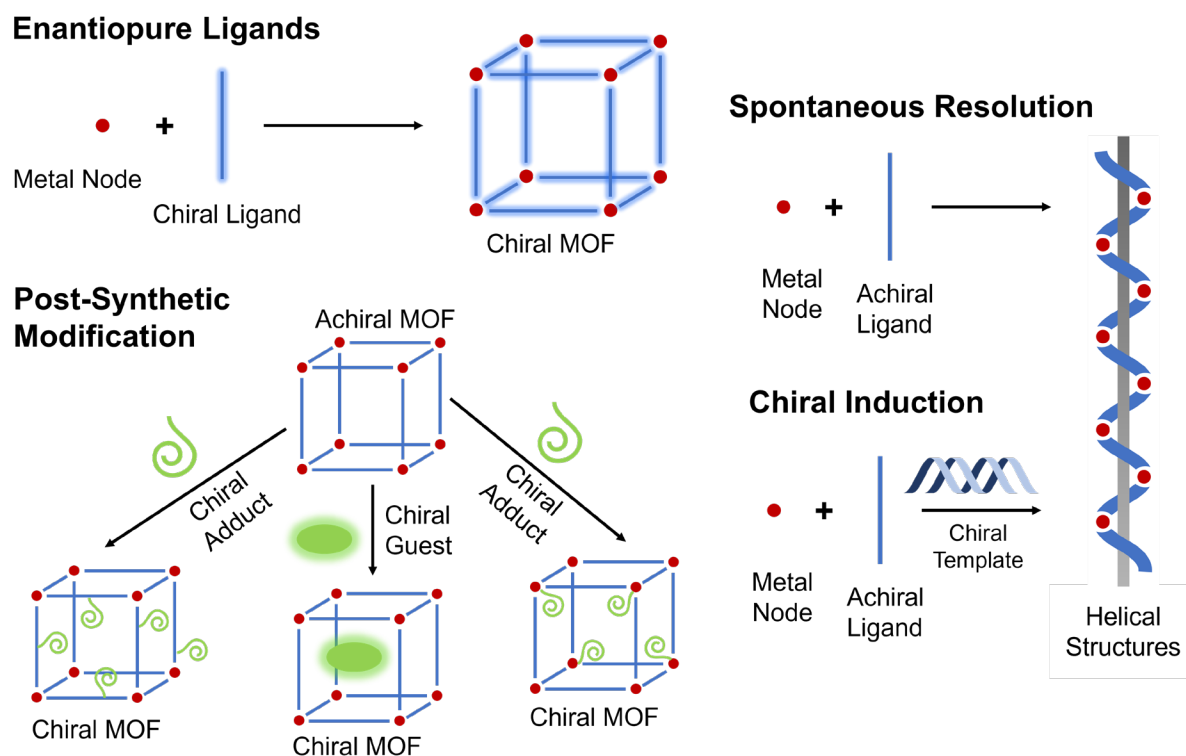 Enantiopure Ligands
+
Metal Node
Chiral Ligand
Chiral MOF
Post-Synthetic
Modification
Achiral MOF
Chiral
Adduct
Chiral
Guest
Chiral
Adduct
Chiral MOF
Chiral MOF
Chiral MOF
Spontaneous Resolution
+
Metal
Node
Achiral
Ligand
Chiral Induction
+
Chiral
Template
Metal
Node
Achiral
Ligand
Helical
Structures